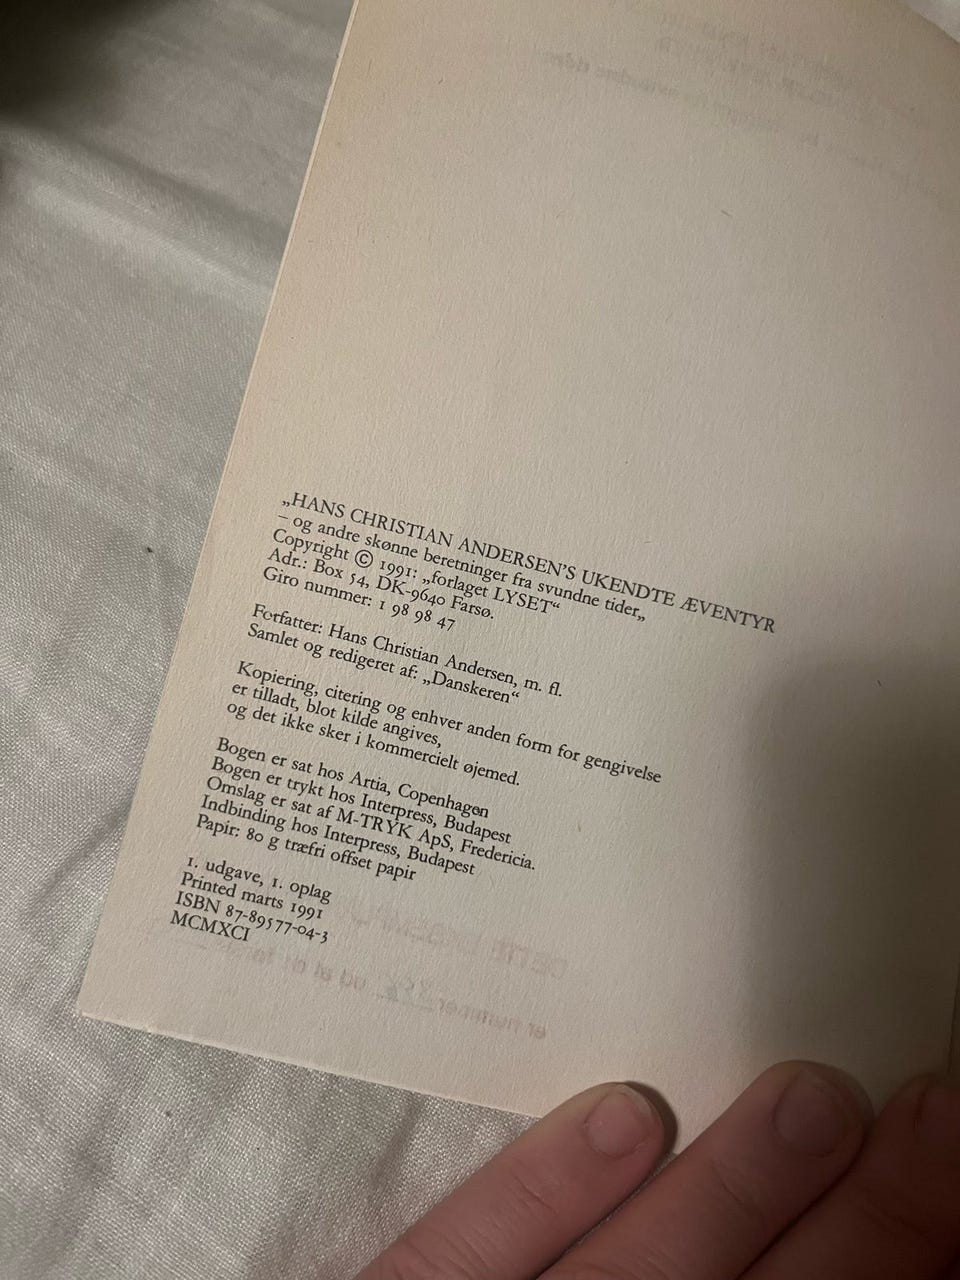 „HANS CHRISTIAN ANDERSEN'S UKENDTE ÆVENTYR
– og andre skønne beretninger fra svundne tider„
Copyright © 1991: „forlaget LYSET“
Adr.: Box 54, DK-9640 Farsø.
Giro nummer: 1 98 98 47
Forfatter: Hans Christian Andersen, m. fl.
Samlet og redigeret af: „Danskeren“
Kopiering, citering og enhver anden form for gengivelse
er tilladt, blot kilde angives,
og det ikke sker i kommercielt øjemed.
Bogen er sat hos Artia, Copenhagen
Bogen er trykt hos Interpress, Budapest
Omslag er sat af M-TRYK ApS, Fredericia.
Indbinding hos Interpress, Budapest
Papir: 80 g træfri offset papir
1. udgave, 1. oplag
Printed marts 1991
ISBN 87-89577-04-3
MCMXCI